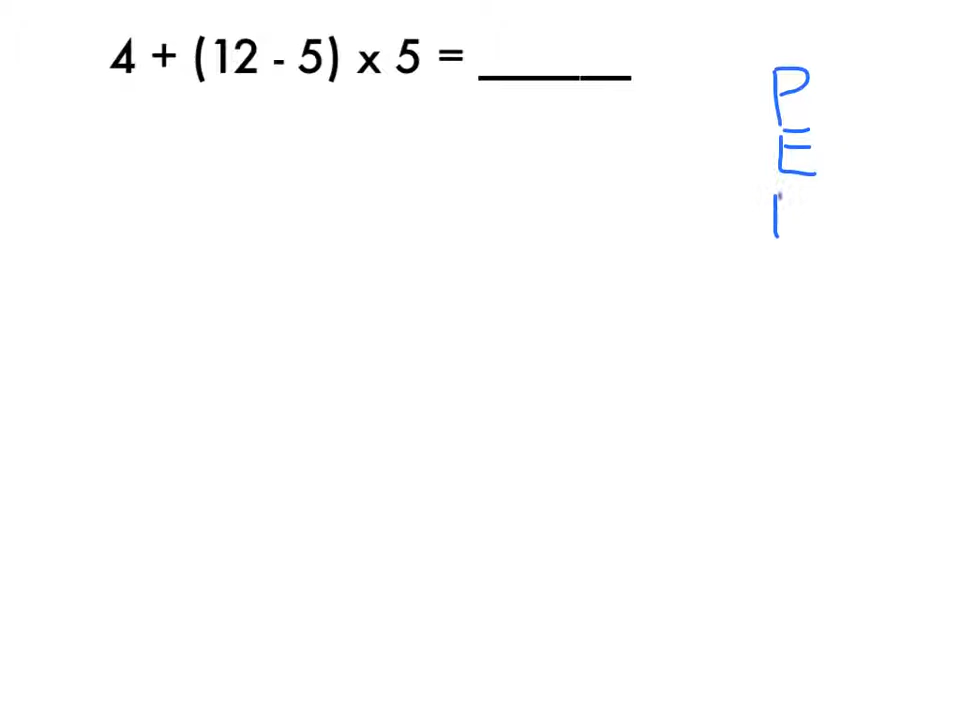 4 + (12 - 5) x 5 = ______
P
E